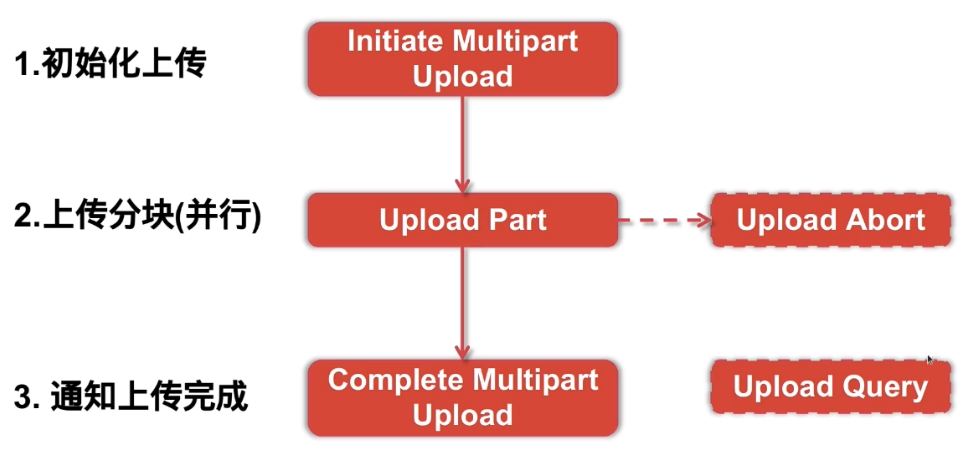 1.初始化上传
Initiate Multipart
Upload
2.上传分块(并行)
Upload Part
Upload Abort
3. 通知上传完成
Complete Multipart
Upload
Upload Query